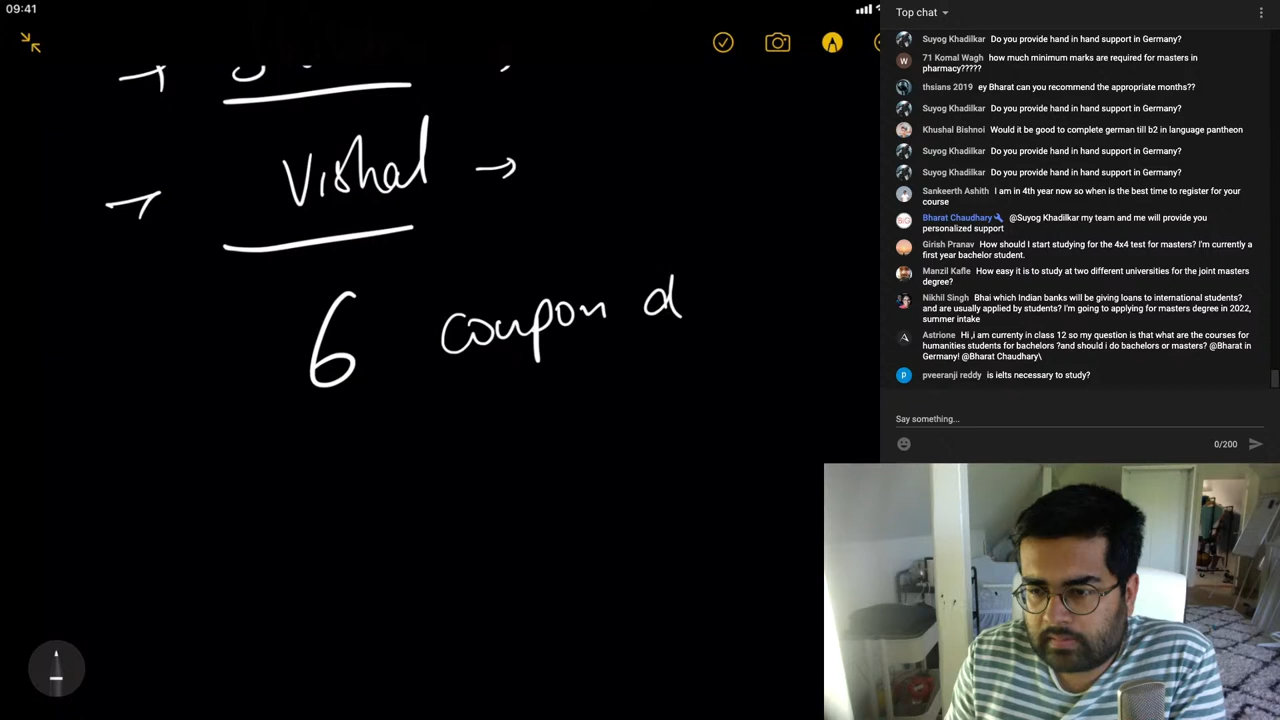 09:41
Vishal →
6 coupon d
Top chat
Suyog Khadilkar Do you provide hand in hand support in Germany?
W 71 Komal Wagh how much minimum marks are required for masters in
pharmacy?????
thsians 2019 ey Bharat can you recommend the appropriate months??
Suyog Khadilkar Do you provide hand in hand support in Germany?
Khushal Bishnoi Would it be good to complete german till b2 in language pantheon
Suyog Khadilkar Do you provide hand in hand support in Germany?
Suyog Khadilkar Do you provide hand in hand support in Germany?
Sankeerth Ashith I am in 4th year now so when is the best time to register for your
course
BiG Bharat Chaudhary @Suyog Khadilkar my team and me will provide you
personalized support
Girish Pranav How should I start studying for the 4x4 test for masters? I'm currently a
first year bachelor student.
Manzil Kafle How easy it is to study at two different universities for the joint masters
degree?
Nikhil Singh Bhai which Indian banks will be giving loans to international students?
and are usually applied by students? I'm going to applying for masters degree in 2022,
summer intake
Astrione Hi ,i am currenty in class 12 so my question is that what are the courses for
humanities students for bachelors ?and should i do bachelors or masters? @Bharat in
Germany! @Bharat Chaudhary\
p pveeranji reddy is ielts necessary to study?
Say something...
0/200